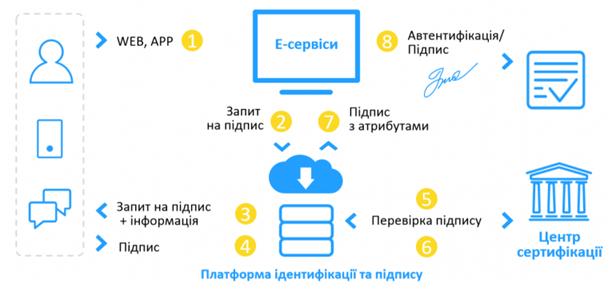 WEB, APP 1
Е-сервіси
8 Автентифікація/
Підпис
Запит
на підпис 2
7 Підпис
з атрибутами
Запит на підпис
+ інформація 3
Підпис 4
5
Перевірка підпису
6
Центр
сертифікації
Платформа ідентифікації та підпису